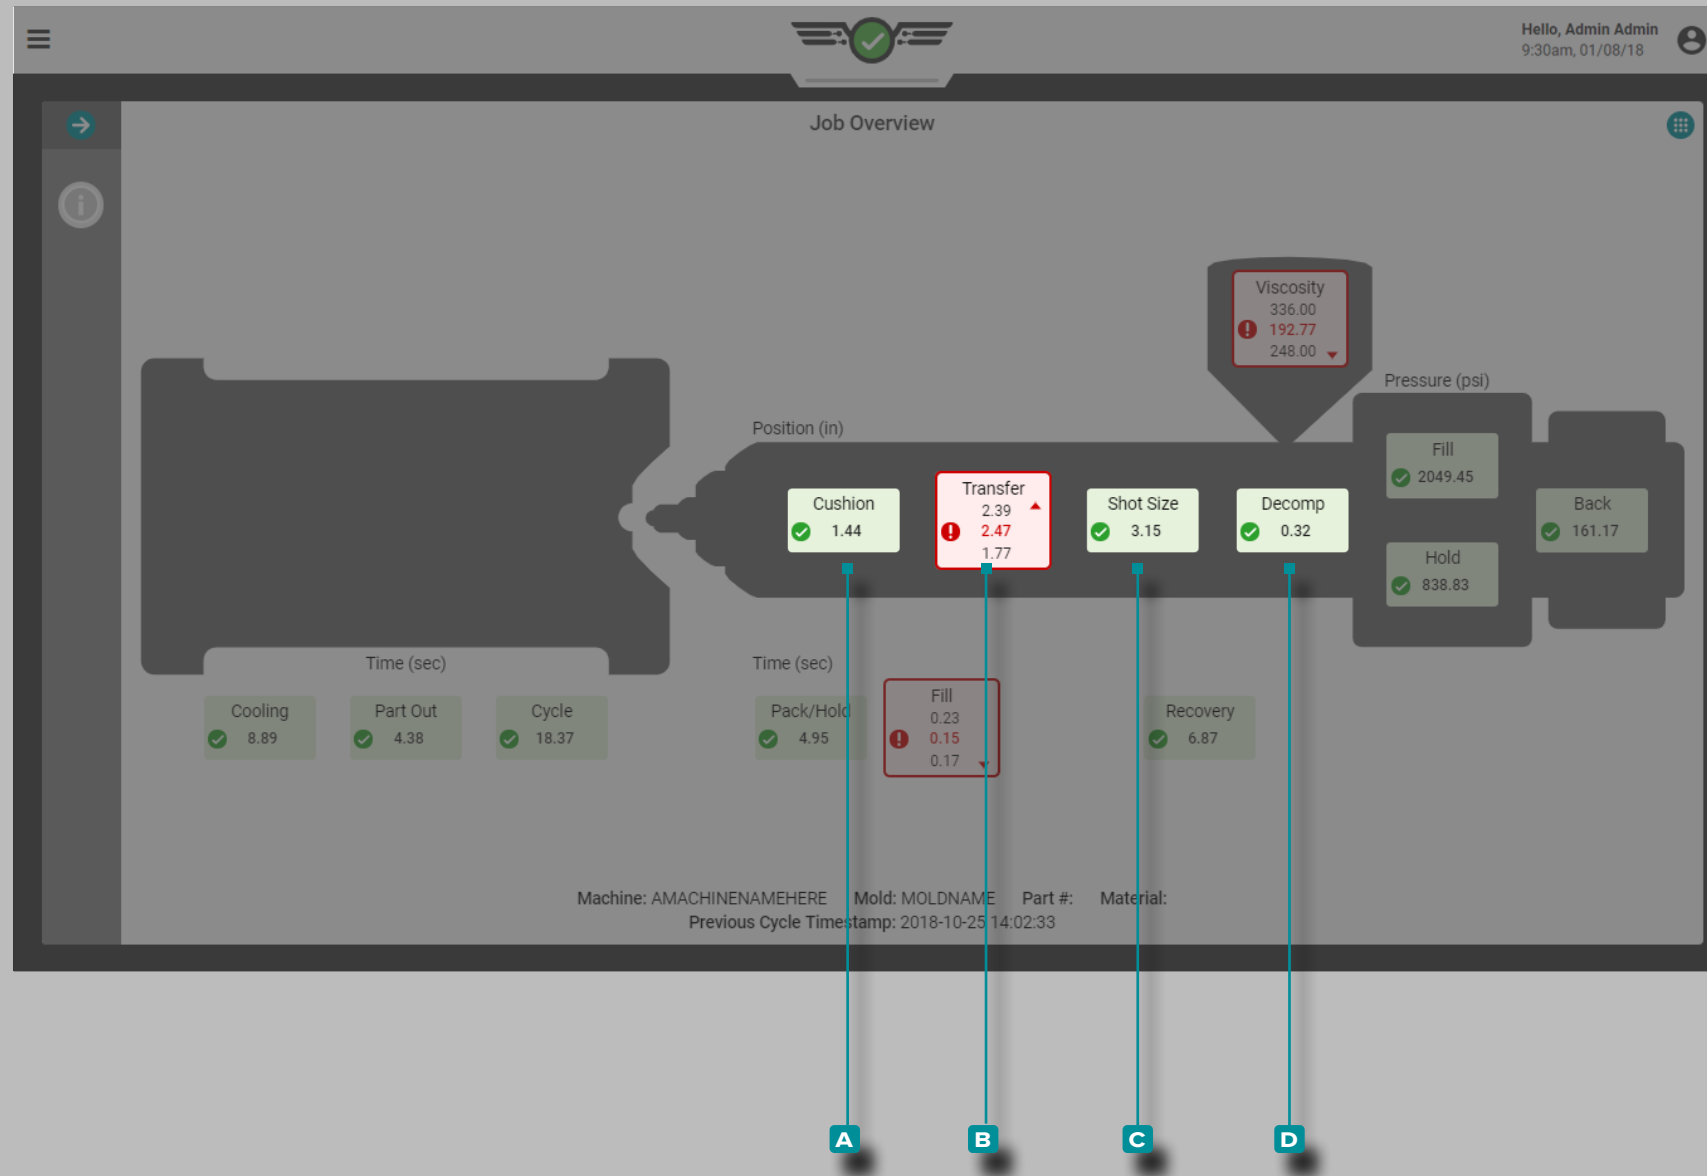 Hello, Admin Admin
9:30am, 01/08/18
Job Overview
Viscosity
336.00
192.77
248.00
Pressure (psi)
Position (in)
Fill
2049.45
Cushion
1.44
Transfer
2.39
2.47
1.77
Shot Size
3.15
Decomp
0.32
Back
161.17
Hold
838.83
Time (sec)
Time (sec)
Cooling
8.89
Part Out
4.38
Cycle
18.37
Pack/Hold
4.95
Fill
0.23
0.15
0.17
Recovery
6.87
Machine: AMACHINENAMEHERE Mold: MOLDNAME Part #: Material:
Previous Cycle Timestamp: 2018-10-25 14:02:33
A B C D